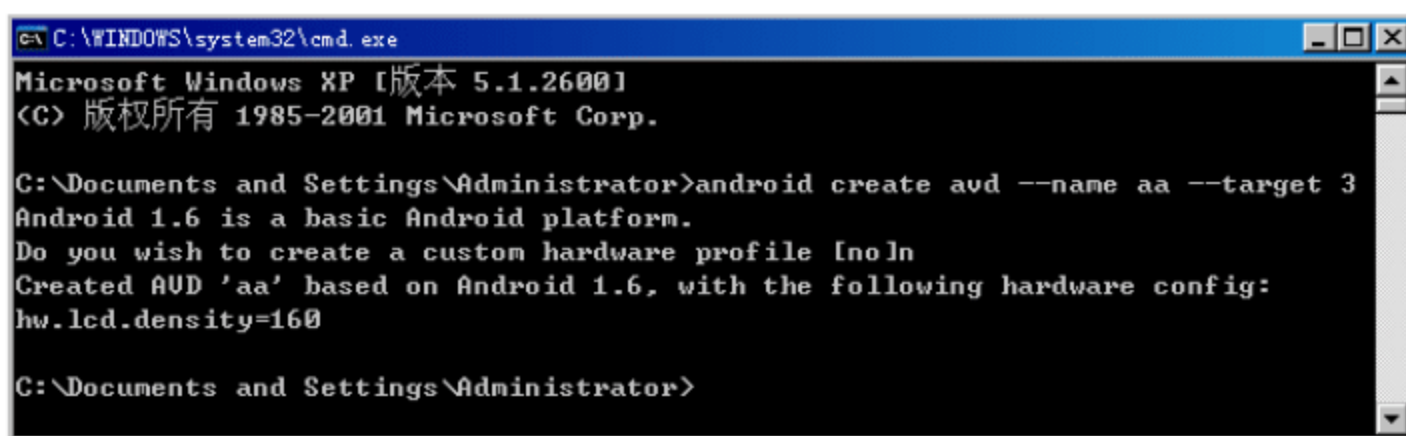 C:\WINDOWS\system32\cmd.exe
Microsoft Windows XP [版本 5.1.2600]
(C) 版权所有 1985-2001 Microsoft Corp.
C:\Documents and Settings\Administrator>android create avd --name aa --target 3
Android 1.6 is a basic Android platform.
Do you wish to create a custom hardware profile [no]n
Created AVD 'aa' based on Android 1.6, with the following hardware config:
hw.lcd.density=160
C:\Documents and Settings\Administrator>